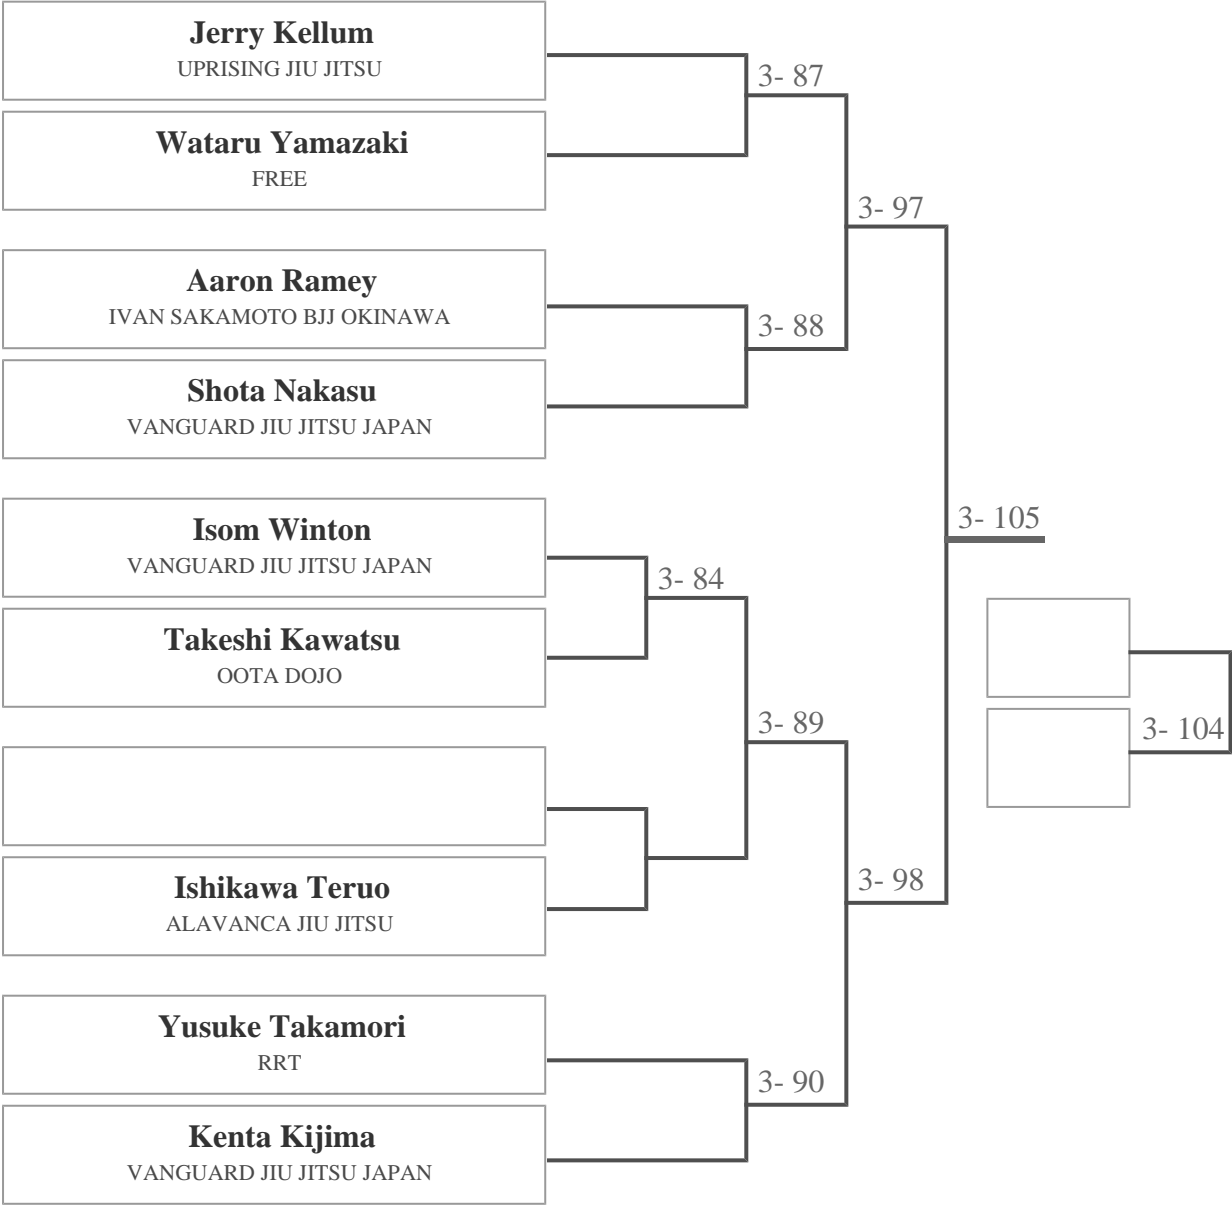 Jerry Kellum
UPRISING JIU JITSU
3- 87
Wataru Yamazaki
FREE
3- 97
Aaron Ramey
IVAN SAKAMOTO BJJ OKINAWA
3- 88
Shota Nakasu
VANGUARD JIU JITSU JAPAN
3- 105
Isom Winton
VANGUARD JIU JITSU JAPAN
3- 84
Takeshi Kawatsu
OOTA DOJO
3- 89
3- 104
Ishikawa Teruo
ALAVANCA JIU JITSU
3- 98
Yusuke Takamori
RRT
3- 90
Kenta Kijima
VANGUARD JIU JITSU JAPAN